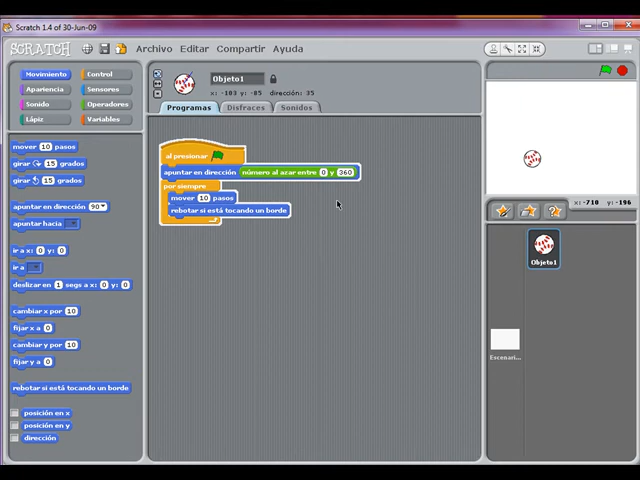 Scratch 1.4 of 30-Jun-09
SCRATCH Archivo Editar Compartir Ayuda
Movimiento Control
Apariencia Sensores
Sonido Operadores
Lápiz Variables
mover 10 pasos
girar 15 grados
girar 15 grados
apuntar en dirección 90
apuntar hacia
ir a x: 0 y: 0
ir a
deslizar en 1 segs a x: 0 y: 0
cambiar x por 10
fijar x a 0
cambiar y por 10
fijar y a 0
rebotar si está tocando un borde
posición en x
posición en y
dirección
Objeto1
x: -103 y: -85 dirección: 35
Programas Disfraces Sonidos
al presionar
apuntar en dirección número al azar entre 0 y 360
por siempre
mover 10 pasos
rebotar si está tocando un borde
x: -710 y: -196
Objeto1
Escenari...